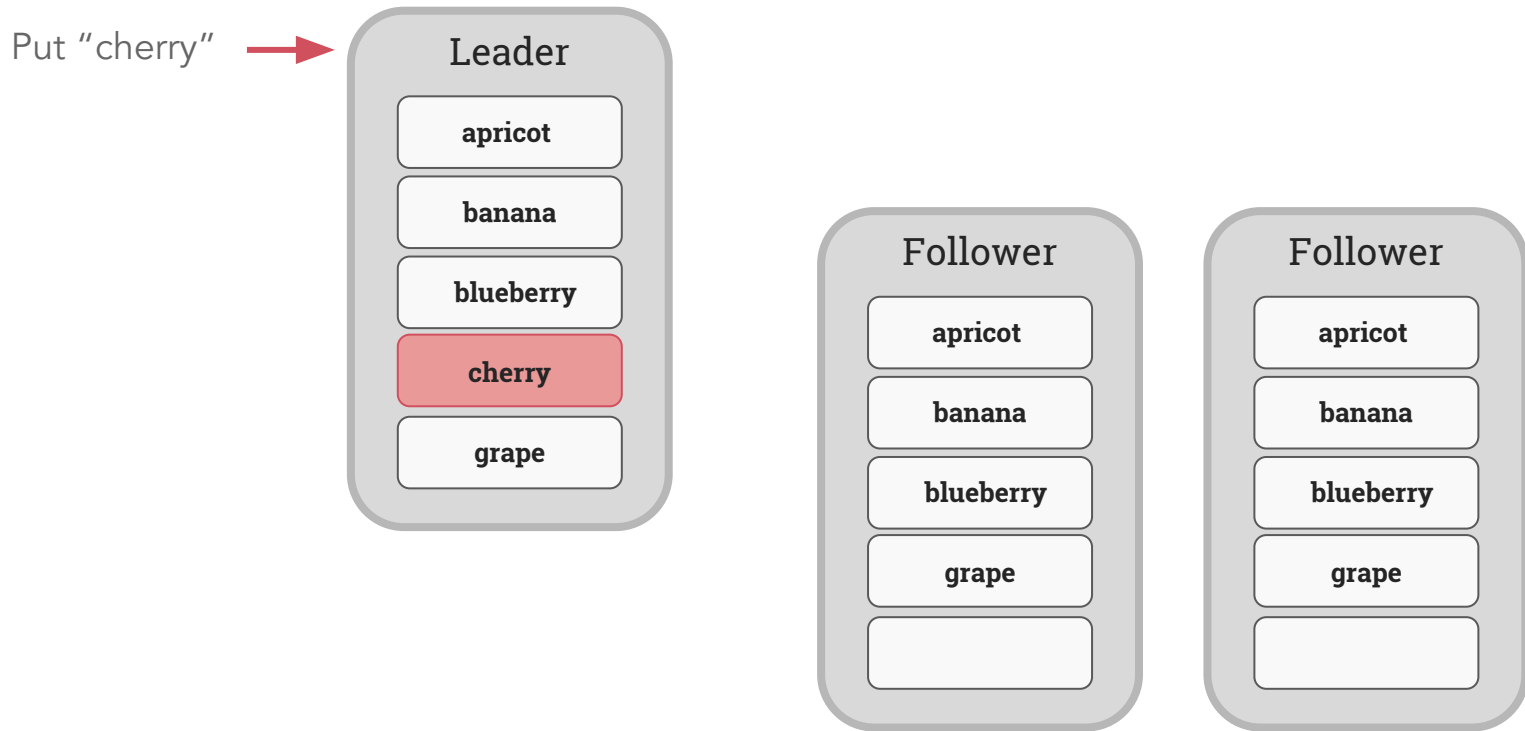 Put “cherry”
Leader
apricot
banana
blueberry
cherry
grape
Follower
apricot
banana
blueberry
grape
Follower
apricot
banana
blueberry
grape